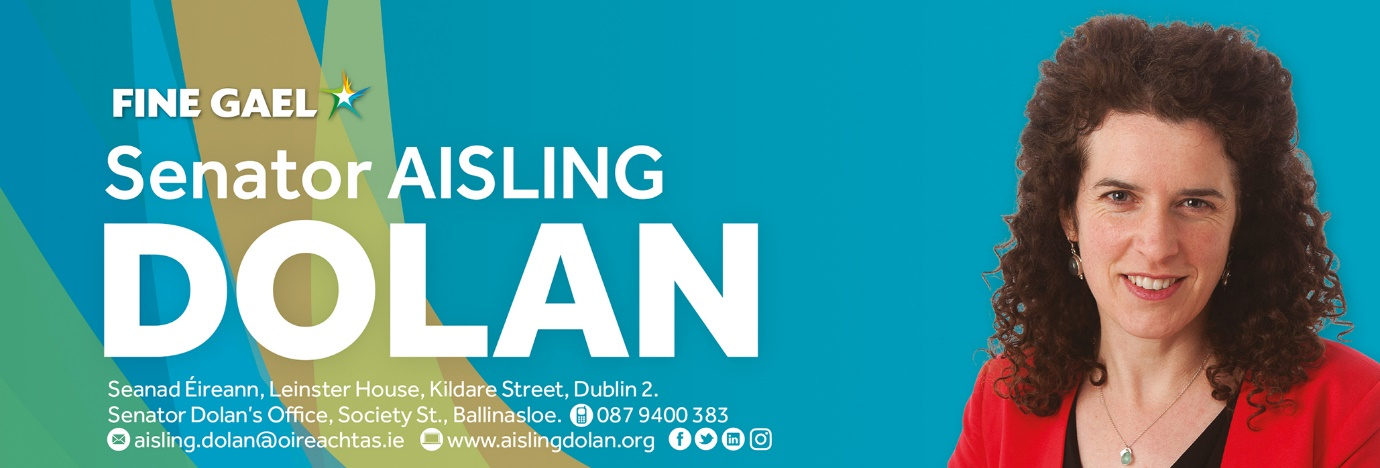 FINE GAEL
Senator AISLING
DOLAN
Seanad Éireann, Leinster House, Kildare Street, Dublin 2.
Senator Dolan's Office, Society St., Ballinasloe. 087 9400 383
aisling.dolan@oireachtas.ie www.aislingdolan.org